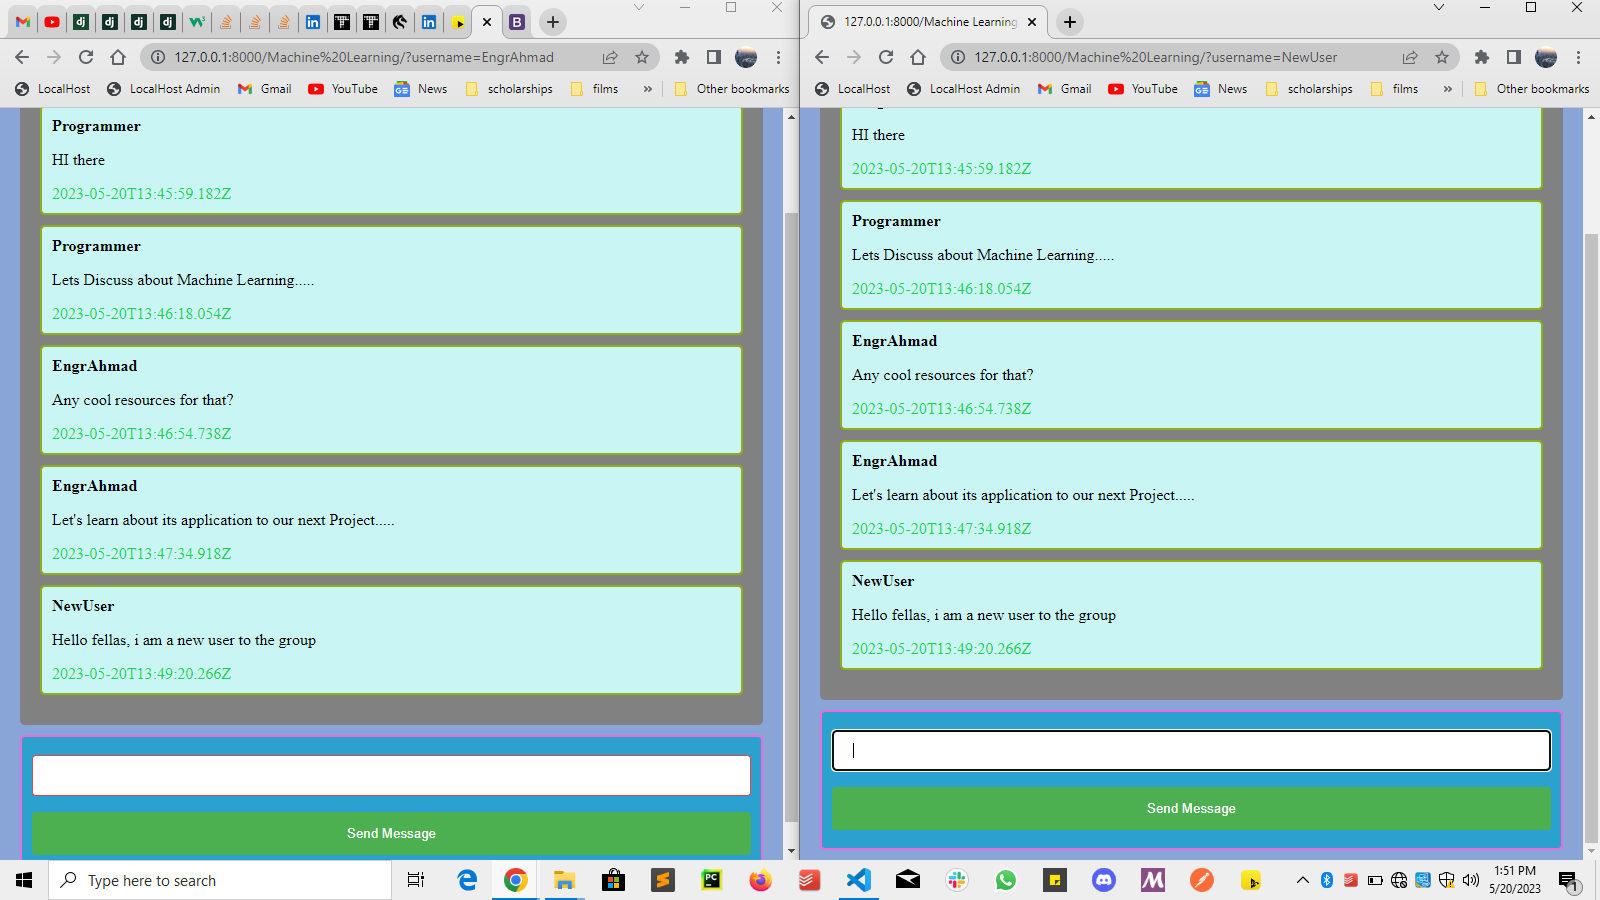 127.0.0.1:8000/Machine%20Learning/?username=EngrAhmad
LocalHost
LocalHost Admin
Gmail
YouTube
News
scholarships
films
»
Other bookmarks
Programmer
HI there
2023-05-20T13:45:59.182Z
Programmer
Lets Discuss about Machine Learning.....
2023-05-20T13:46:18.054Z
EngrAhmad
Any cool resources for that?
2023-05-20T13:46:54.738Z
EngrAhmad
Let's learn about its application to our next Project.....
2023-05-20T13:47:34.918Z
NewUser
Hello fellas, i am a new user to the group
2023-05-20T13:49:20.266Z
Send Message
127.0.0.1:8000/Machine Learning
127.0.0.1:8000/Machine%20Learning/?username=NewUser
LocalHost
LocalHost Admin
Gmail
YouTube
News
scholarships
films
»
Other bookmarks
HI there
2023-05-20T13:45:59.182Z
Programmer
Lets Discuss about Machine Learning.....
2023-05-20T13:46:18.054Z
EngrAhmad
Any cool resources for that?
2023-05-20T13:46:54.738Z
EngrAhmad
Let's learn about its application to our next Project.....
2023-05-20T13:47:34.918Z
NewUser
Hello fellas, i am a new user to the group
2023-05-20T13:49:20.266Z
Send Message
Type here to search
1:51 PM
5/20/2023
1